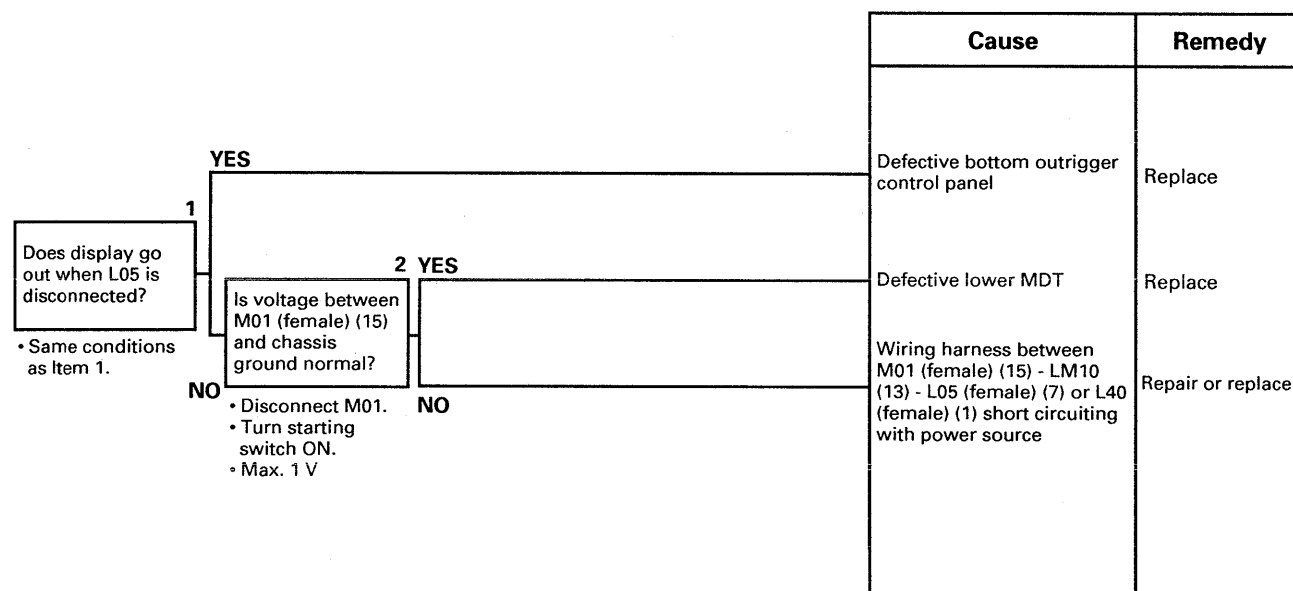 Cause
Remedy
YES
Defective bottom outrigger
control panel
Replace
1
Does display go
out when L05 is
disconnected?
• Same conditions
as Item 1.
2
YES
Defective lower MDT
Replace
Is voltage between
M01 (female) (15)
and chassis
ground normal?
NO
• Disconnect M01.
• Turn starting
switch ON.
• Max. 1 V
NO
Wiring harness between
M01 (female) (15) - LM10
(13) - L05 (female) (7) or L40
(female) (1) short circuiting
with power source
Repair or replace